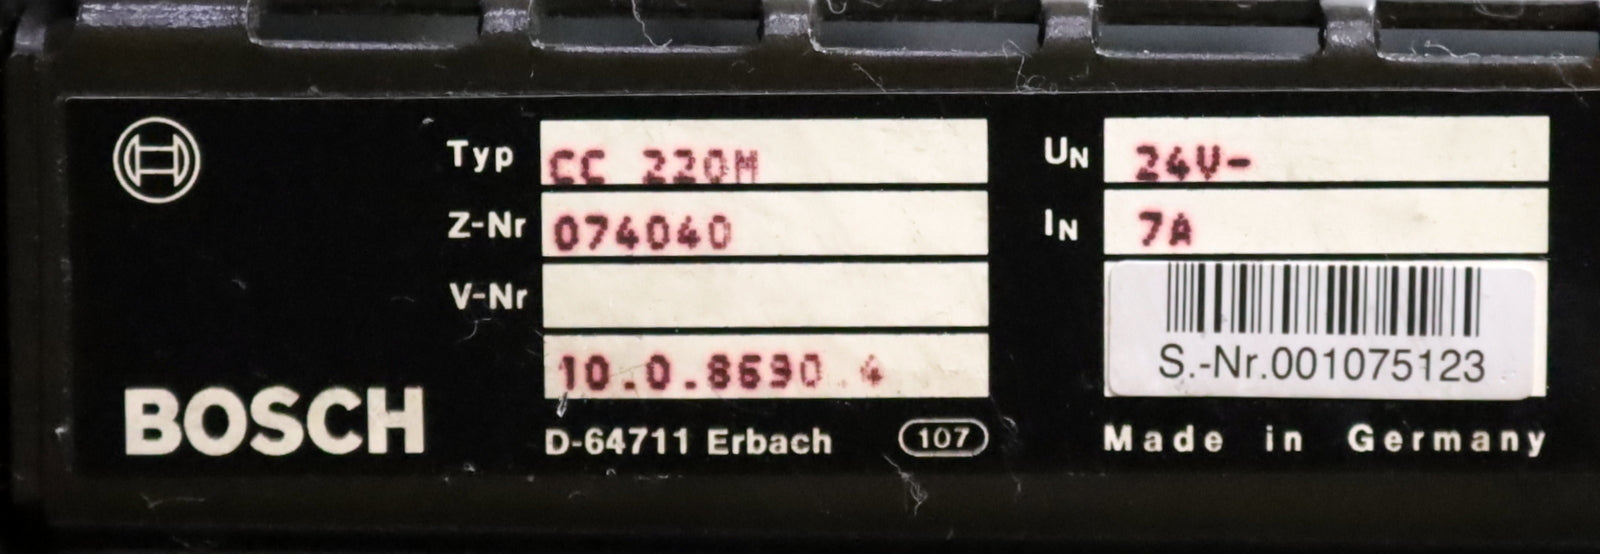 Typ CC 220M
Z-Nr 074040
V-Nr
10.0.8690.4
BOSCH
D-64711 Erbach 107
UN 24V-
IN 7A
S.-Nr.001075123
Made in Germany